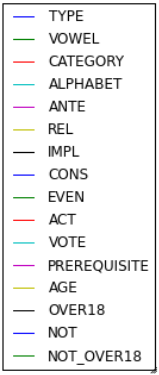 TYPE
VOWEL
CATEGORY
ALPHABET
ANTE
REL
IMPL
CONS
EVEN
ACT
VOTE
PREREQUISITE
AGE
OVER18
NOT
NOT_OVER18